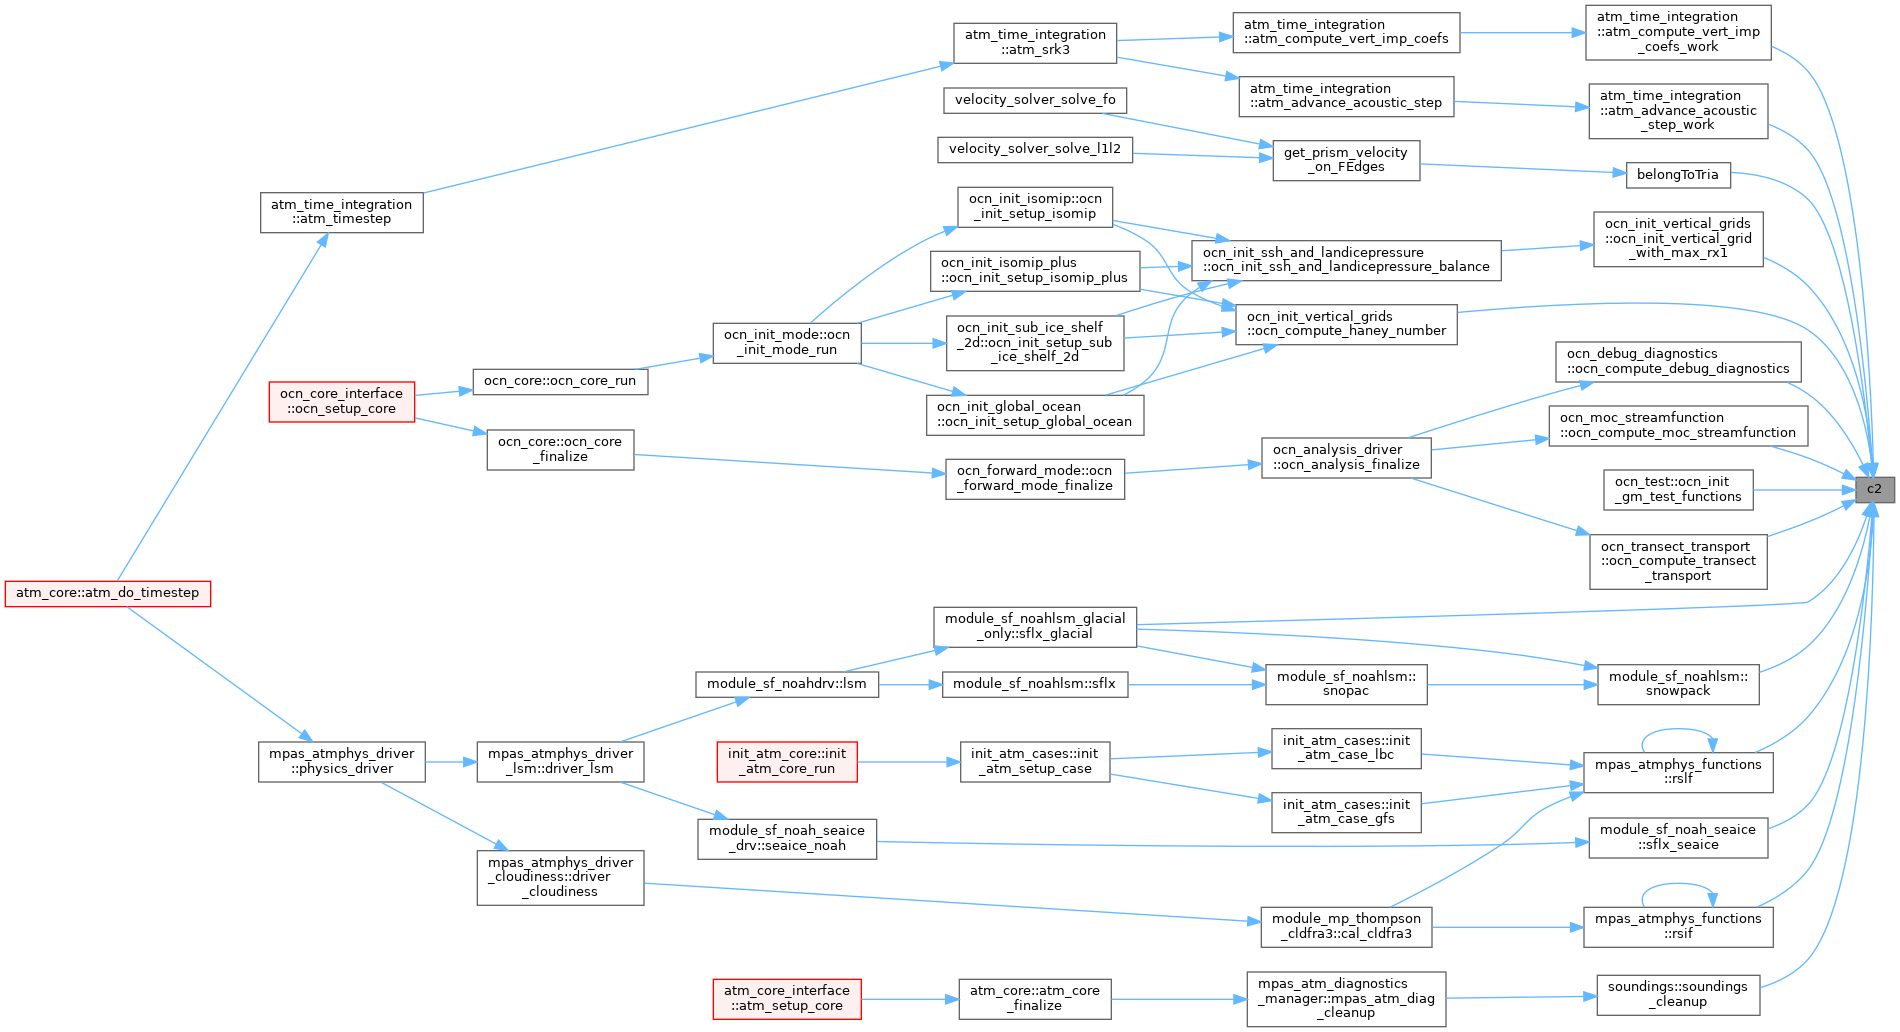 atm_time_integration
::atm_srk3
atm_time_integration
::atm_compute_vert_imp_coefs
atm_time_integration
::atm_compute_vert_imp
_coefs_work
velocity_solver_solve_fo
atm_time_integration
::atm_advance_acoustic_step
atm_time_integration
::atm_advance_acoustic
_step_work
velocity_solver_solve_l1l2
get_prism_velocity
_on_FEdges
belongToTria
atm_time_integration
::atm_timestep
ocn_init_isomip::ocn
_init_setup_isomip
ocn_init_vertical_grids
::ocn_init_vertical_grid
_with_max_rx1
ocn_init_isomip_plus
::ocn_init_setup_isomip_plus
ocn_init_ssh_and_landicepressure
::ocn_init_ssh_and_landicepressure_balance
ocn_init_mode::ocn
_init_mode_run
ocn_init_sub_ice_shelf
_2d::ocn_init_setup_sub
_ice_shelf_2d
ocn_init_vertical_grids
::ocn_compute_haney_number
ocn_debug_diagnostics
::ocn_compute_debug_diagnostics
ocn_core_interface
::ocn_setup_core
ocn_core::ocn_core_run
ocn_init_global_ocean
::ocn_init_setup_global_ocean
ocn_moc_streamfunction
::ocn_compute_moc_streamfunction
ocn_core::ocn_core
_finalize
ocn_forward_mode::ocn
_forward_mode_finalize
ocn_analysis_driver
::ocn_analysis_finalize
ocn_test::ocn_init
_gm_test_functions
c2
ocn_transect_transport
::ocn_compute_transect
_transport
atm_core::atm_do_timestep
module_sf_noahlsm_glacial
_only::sflx_glacial
module_sf_noahdrv::lsm
module_sf_noahlsm::sflx
module_sf_noahlsm::
snopac
module_sf_noahlsm::
snowpack
mpas_atmphys_driver
::physics_driver
mpas_atmphys_driver
_lsm::driver_lsm
init_atm_core::init
_atm_core_run
init_atm_cases::init
_atm_setup_case
init_atm_cases::init
_atm_case_lbc
mpas_atmphys_functions
::rslf
init_atm_cases::init
_atm_case_gfs
module_sf_noah_seaice
_drv::seaice_noah
module_sf_noah_seaice
::sflx_seaice
mpas_atmphys_driver
_cloudiness::driver
_cloudiness
module_mp_thompson
_cldfra3::cal_cldfra3
mpas_atmphys_functions
::rsif
atm_core_interface
::atm_setup_core
atm_core::atm_core
_finalize
mpas_atm_diagnostics
_manager::mpas_atm_diag
_cleanup
soundings::soundings
_cleanup